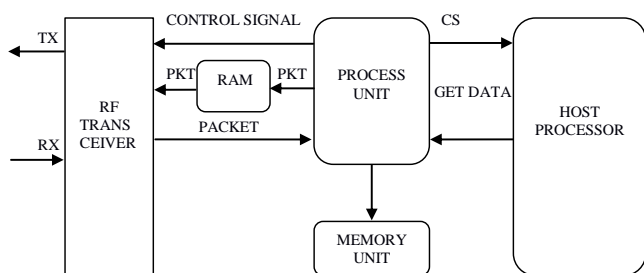 TX
CONTROL SIGNAL
CS
PKT
RAM
PKT
PROCESS
UNIT
GET DATA
RF
TRANS
CEIVER
HOST
PROCESSOR
PACKET
RX
MEMORY
UNIT